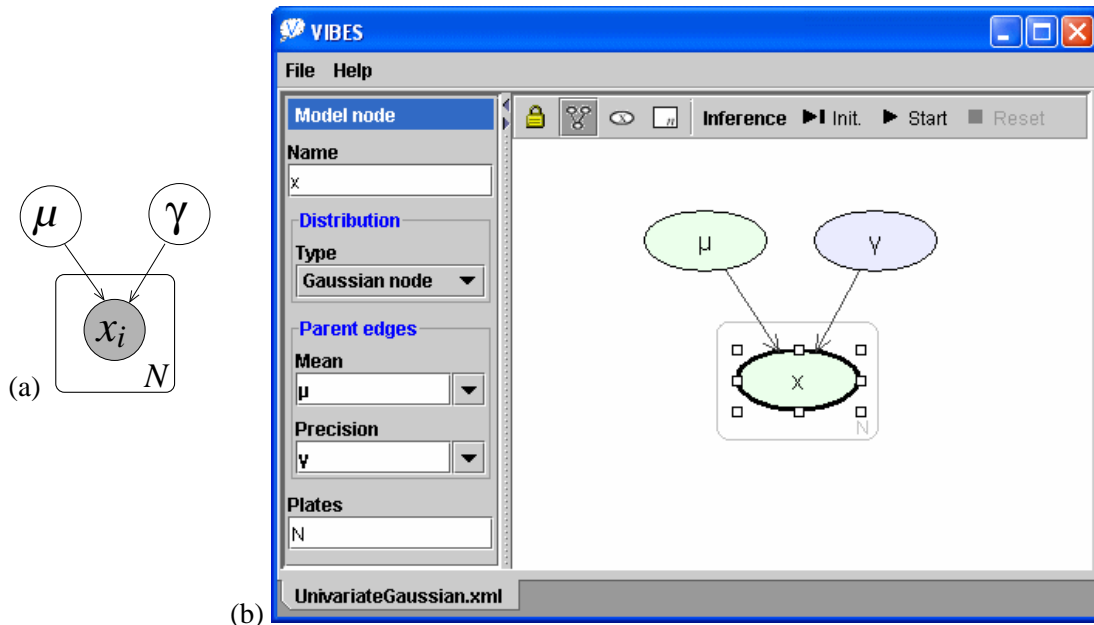 μ γ
x_i
N
(a)
VIBES
File Help
Model node
Name
x
Distribution
Type
Gaussian node
Parent edges
Mean
μ
Precision
γ
Plates
N
x n Inference Init. Start Reset
μ γ
x
N
UnivariateGaussian.xml
(b)